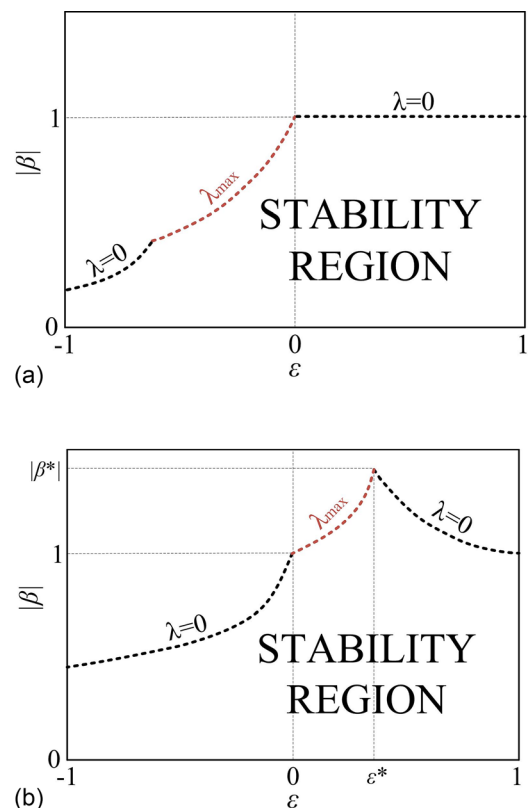 1
|β|
λ=0
λmax
λ=0
STABILITY
REGION
0
-1
0
1
ε
(a)
|β*|
λmax
λ=0
1
|β|
λ=0
STABILITY
REGION
0
-1
0
ε*
1
ε
(b)